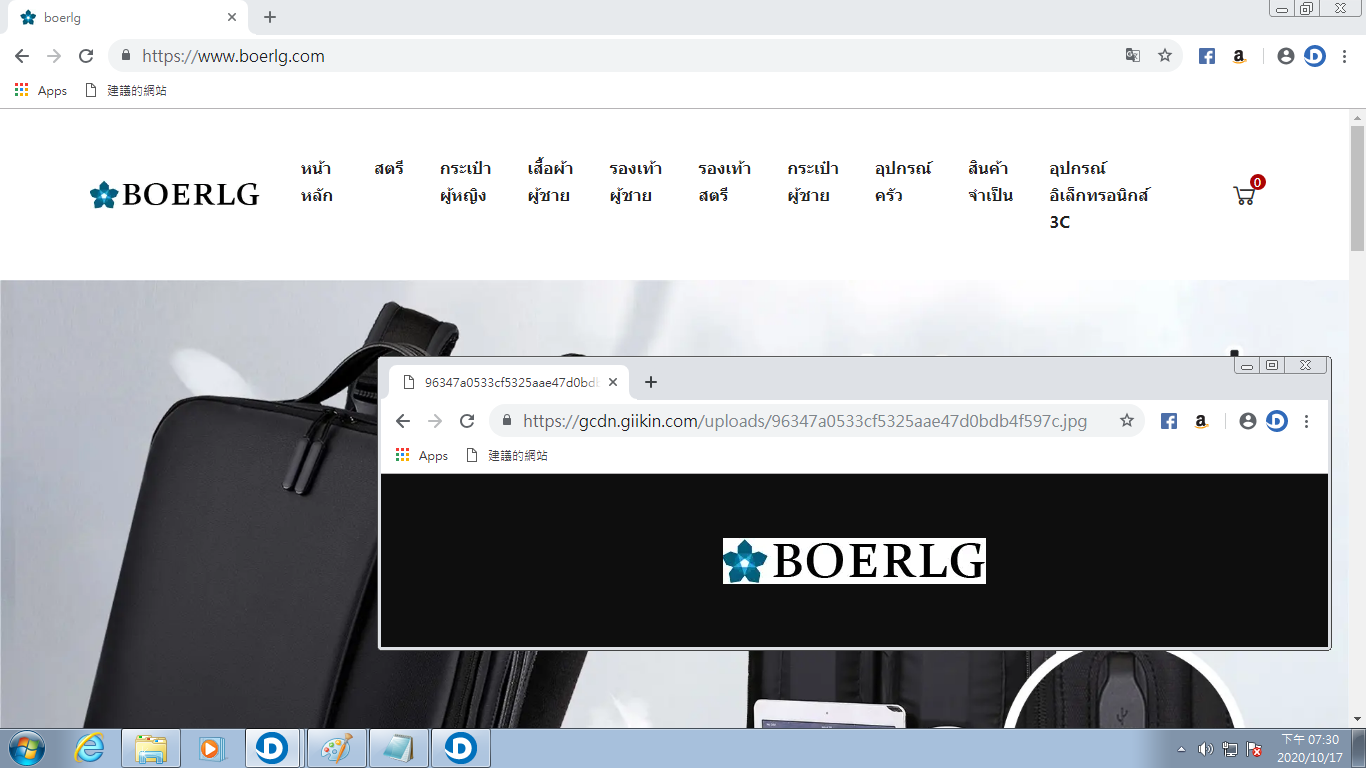 boerlg
https://www.boerlg.com
Apps 建議的網站
BOERLG
หน้า
หลัก
สตรี
กระเป๋า
ผู้หญิง
เสื้อผ้า
ผู้ชาย
รองเท้า
ผู้ชาย
รองเท้า
สตรี
กระเป๋า
ผู้ชาย
อุปกรณ์
ครัว
สินค้า
จำเป็น
อุปกรณ์
อิเล็กทรอนิกส์
3C
0
96347a0533cf5325aae47d0bdb
https://gcdn.giikin.com/uploads/96347a0533cf5325aae47d0bdb4f597c.jpg
Apps 建議的網站
BOERLG
下午 07:30
2020/10/17